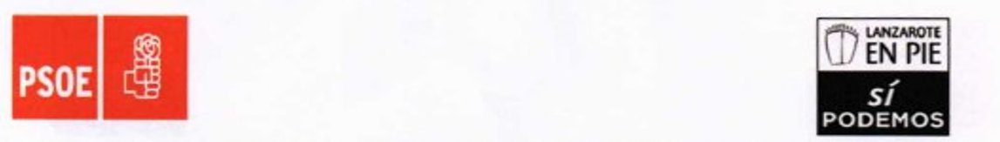 PSOE
LANZAROTE
EN PIE
sí
PODEMOS